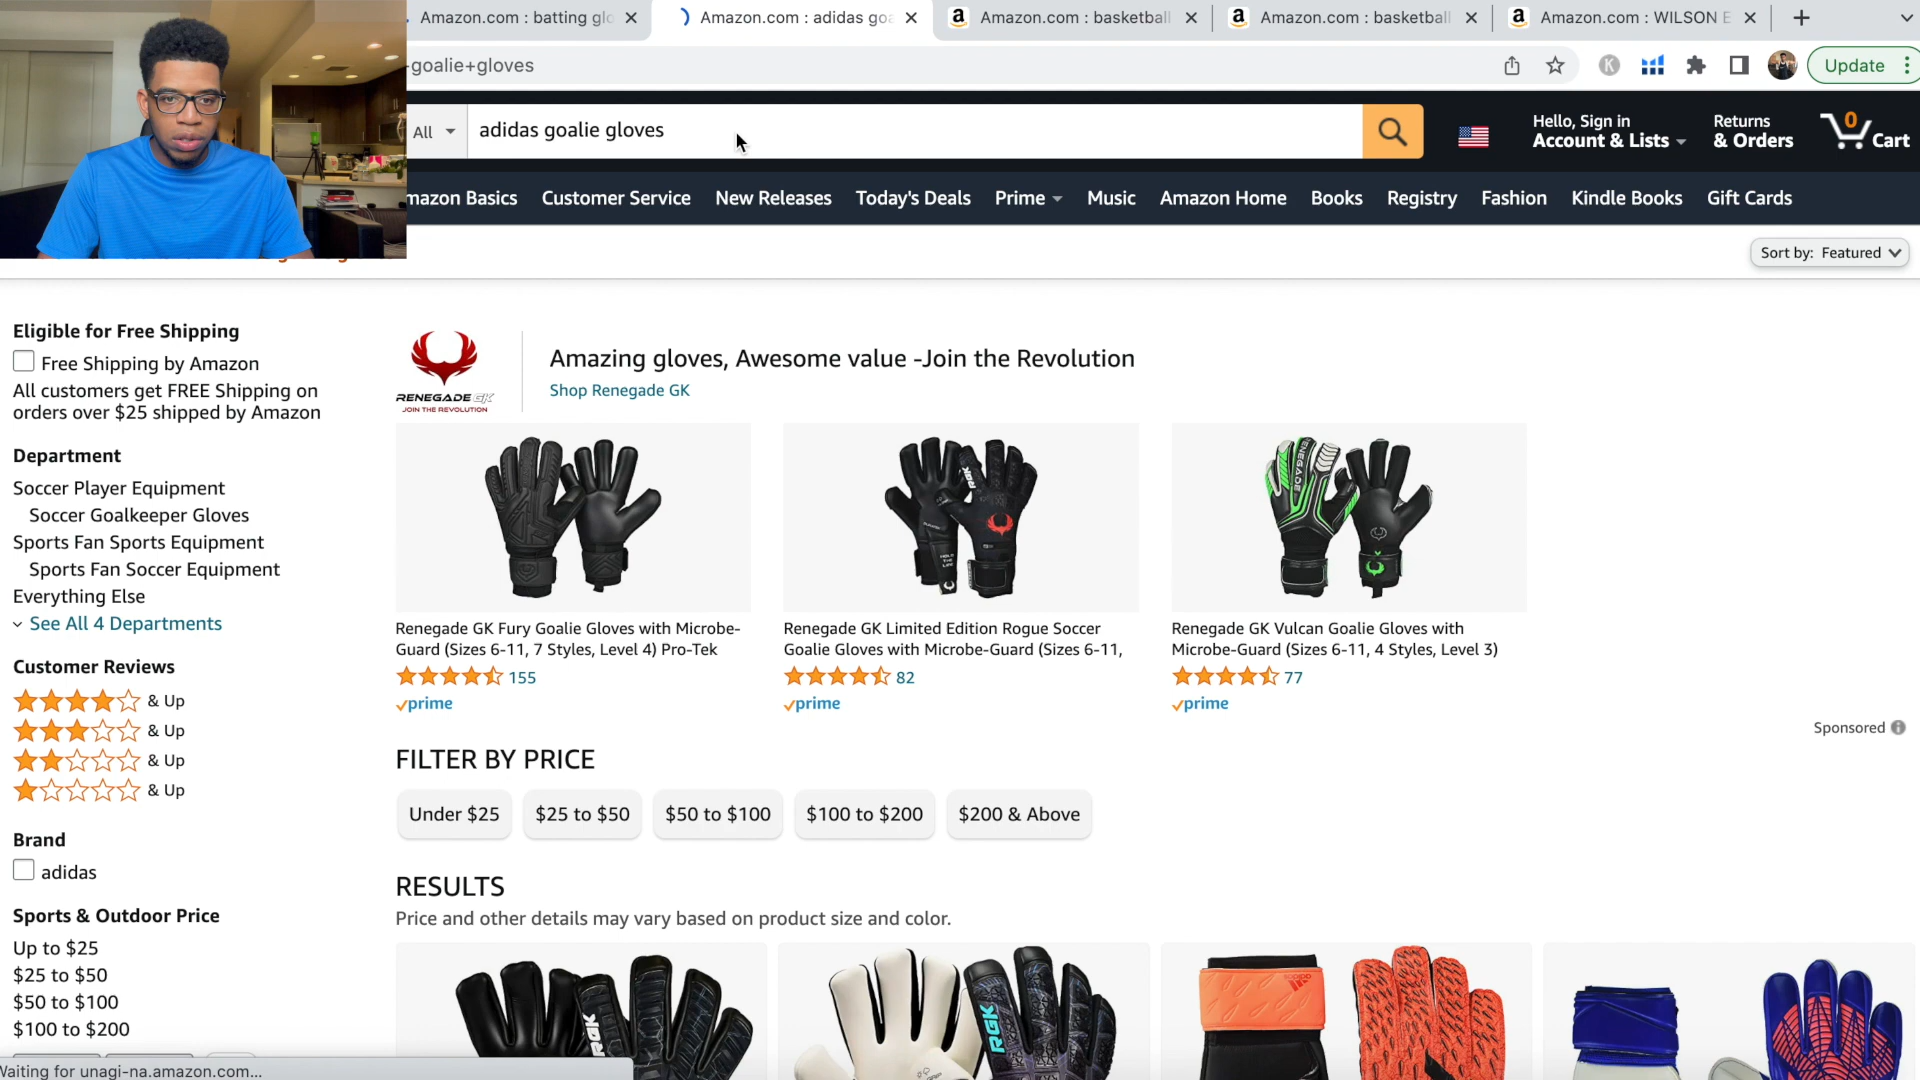 Amazon.com : batting glo
Amazon.com : adidas goa
Amazon.com : basketball
Amazon.com : basketball
Amazon.com : WILSON E
-goalie+gloves
Update
All
adidas goalie gloves
Hello, Sign in
Account & Lists
Returns
& Orders
0
Cart
mazon Basics
Customer Service
New Releases
Today's Deals
Prime
Music
Amazon Home
Books
Registry
Fashion
Kindle Books
Gift Cards
Sort by: Featured
Eligible for Free Shipping
Free Shipping by Amazon
All customers get FREE Shipping on
orders over $25 shipped by Amazon
Department
Soccer Player Equipment
Soccer Goalkeeper Gloves
Sports Fan Sports Equipment
Sports Fan Soccer Equipment
Everything Else
See All 4 Departments
Customer Reviews
& Up
& Up
& Up
& Up
Brand
adidas
Sports & Outdoor Price
Up to $25
$25 to $50
$50 to $100
$100 to $200
Waiting for unagi-na.amazon.com...
RENEGADE GK
JOIN THE REVOLUTION
Amazing gloves, Awesome value -Join the Revolution
Shop Renegade GK
Renegade GK Fury Goalie Gloves with Microbe-
Guard (Sizes 6-11, 7 Styles, Level 4) Pro-Tek
155
prime
RGK
Renegade GK Limited Edition Rogue Soccer
Goalie Gloves with Microbe-Guard (Sizes 6-11,
82
prime
RENEGADE
Renegade GK Vulcan Goalie Gloves with
Microbe-Guard (Sizes 6-11, 4 Styles, Level 3)
77
prime
Sponsored
FILTER BY PRICE
Under $25
$25 to $50
$50 to $100
$100 to $200
$200 & Above
RESULTS
Price and other details may vary based on product size and color.
RGK
RGK
adidas